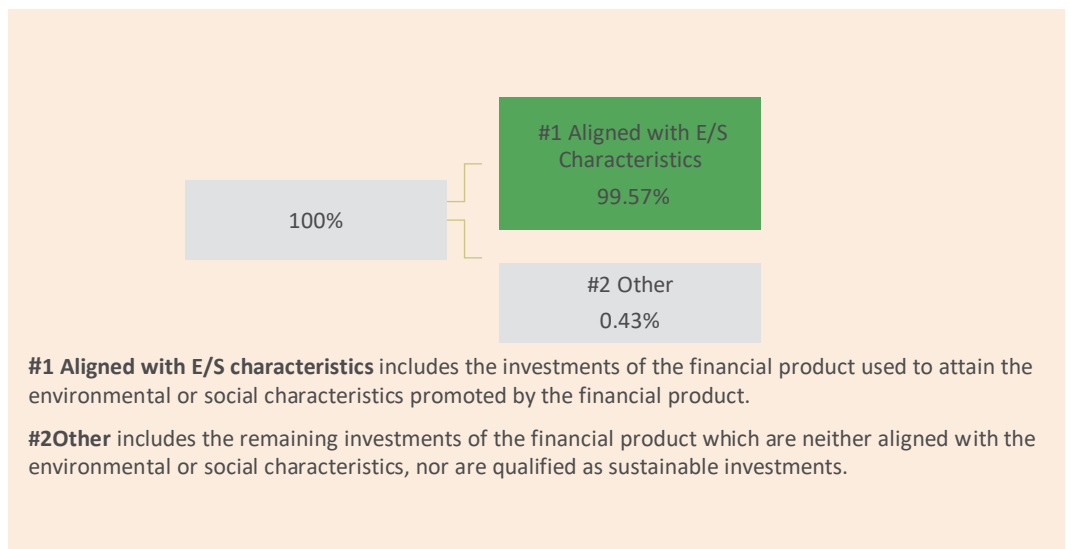 #1 Aligned with E/S
Characteristics
99.57%
100%
#2 Other
0.43%
#1 Aligned with E/S characteristics includes the investments of the financial product used to attain the
environmental or social characteristics promoted by the financial product.
#2Other includes the remaining investments of the financial product which are neither aligned with the
environmental or social characteristics, nor are qualified as sustainable investments.